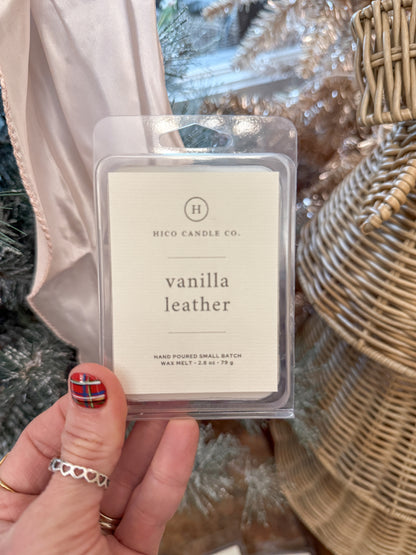 H
HICO CANDLE CO.
vanilla
leather
HAND POURED SMALL BATCH
WAX MELT - 2.8 oz - 79 g